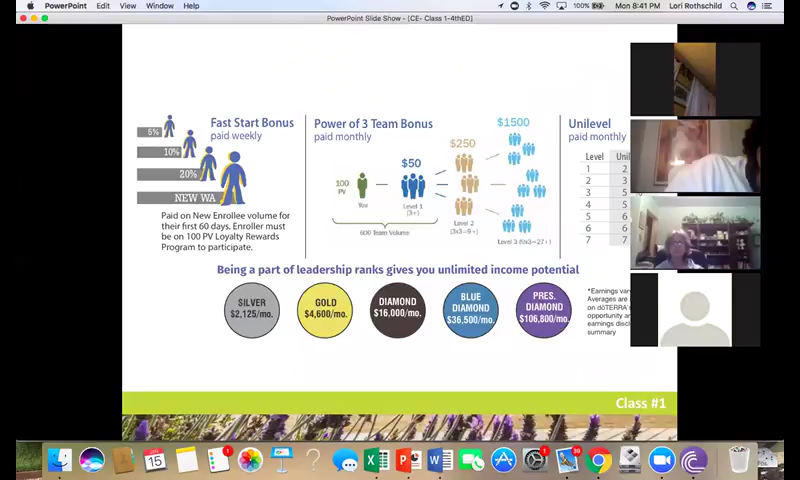 PowerPoint Edit View Window Help
100% Mon 8:41 PM Lori Rothschild
PowerPoint Slide Show - [CE- Class 1-4thED]
Fast Start Bonus
paid weekly
5%
10%
20%
NEW WA
Paid on New Enrollee volume for
their first 60 days. Enroller must
be on 100 PV Loyalty Rewards
Program to participate.
Power of 3 Team Bonus
paid monthly
100
PV
You
$50
Level 1
(3+)
600 Team Volume
$250
Level 2
(3x3=9+)
$1500
Level 3 (9x3=27+)
Unilevel
paid monthly
Level
1 2
2 3
3 5
4 5
5 6
6 6
7 7
Being a part of leadership ranks gives you unlimited income potential
SILVER
$2,125/mo.
GOLD
$4,600/mo.
DIAMOND
$16,000/mo.
BLUE
DIAMOND
$36,500/mo.
PRES.
DIAMOND
$106,800/mo.
*Earnings
Averages are
on dōTERRA's
opportunity
earnings
summary
Class #1
15